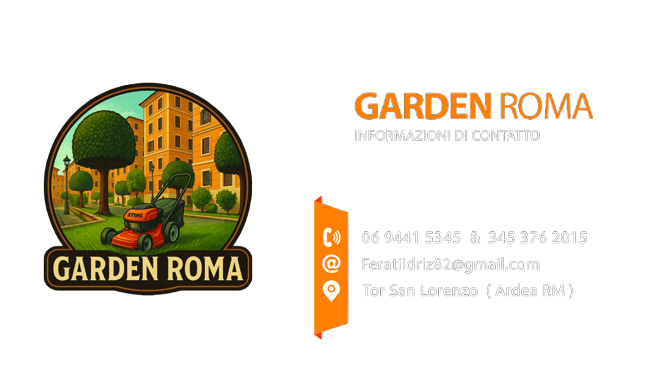 GARDEN ROMA
INFORMAZIONI DI CONTATTO
STIHL
GARDEN ROMA
06 9441 5345 & 345 376 2015
Feratiidriz82@gmail.com
Tor San Lorenzo ( Ardea RM )